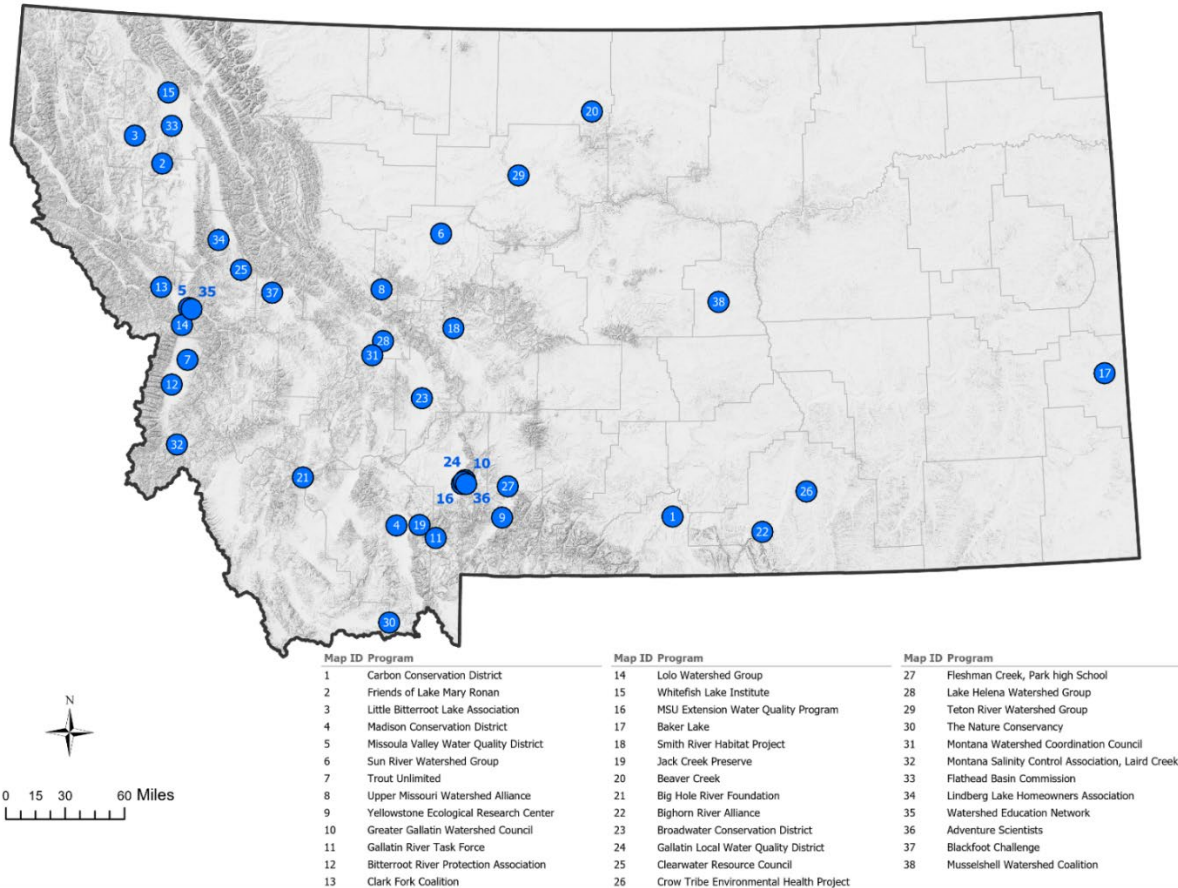 15
20
33
3
2
29
6
34
25
13
37
8
5 35
38
14
18
28
31
7
17
12
23
32
24 10
21
27
26
16 36
9
1
4 19
22
11
30
N
0 15 30 60 Miles
Map ID Program
1 Carbon Conservation District
2 Friends of Lake Mary Ronan
3 Little Bitterroot Lake Association
4 Madison Conservation District
5 Missoula Valley Water Quality District
6 Sun River Watershed Group
7 Trout Unlimited
8 Upper Missouri Watershed Alliance
9 Yellowstone Ecological Research Center
10 Greater Gallatin Watershed Council
11 Gallatin River Task Force
12 Bitterroot River Protection Association
13 Clark Fork Coalition
Map ID Program
14 Lolo Watershed Group
15 Whitefish Lake Institute
16 MSU Extension Water Quality Program
17 Baker Lake
18 Smith River Habitat Project
19 Jack Creek Preserve
20 Beaver Creek
21 Big Hole River Foundation
22 Bighorn River Alliance
23 Broadwater Conservation District
24 Gallatin Local Water Quality District
25 Clearwater Resource Council
26 Crow Tribe Environmental Health Project
Map ID Program
27 Fleshman Creek, Park high School
28 Lake Helena Watershed Group
29 Teton River Watershed Group
30 The Nature Conservancy
31 Montana Watershed Coordination Council
32 Montana Salinity Control Association, Laird Creek
33 Flathead Basin Commission
34 Lindberg Lake Homeowners Association
35 Watershed Education Network
36 Adventure Scientists
37 Blackfoot Challenge
38 Musselshell Watershed Coalition